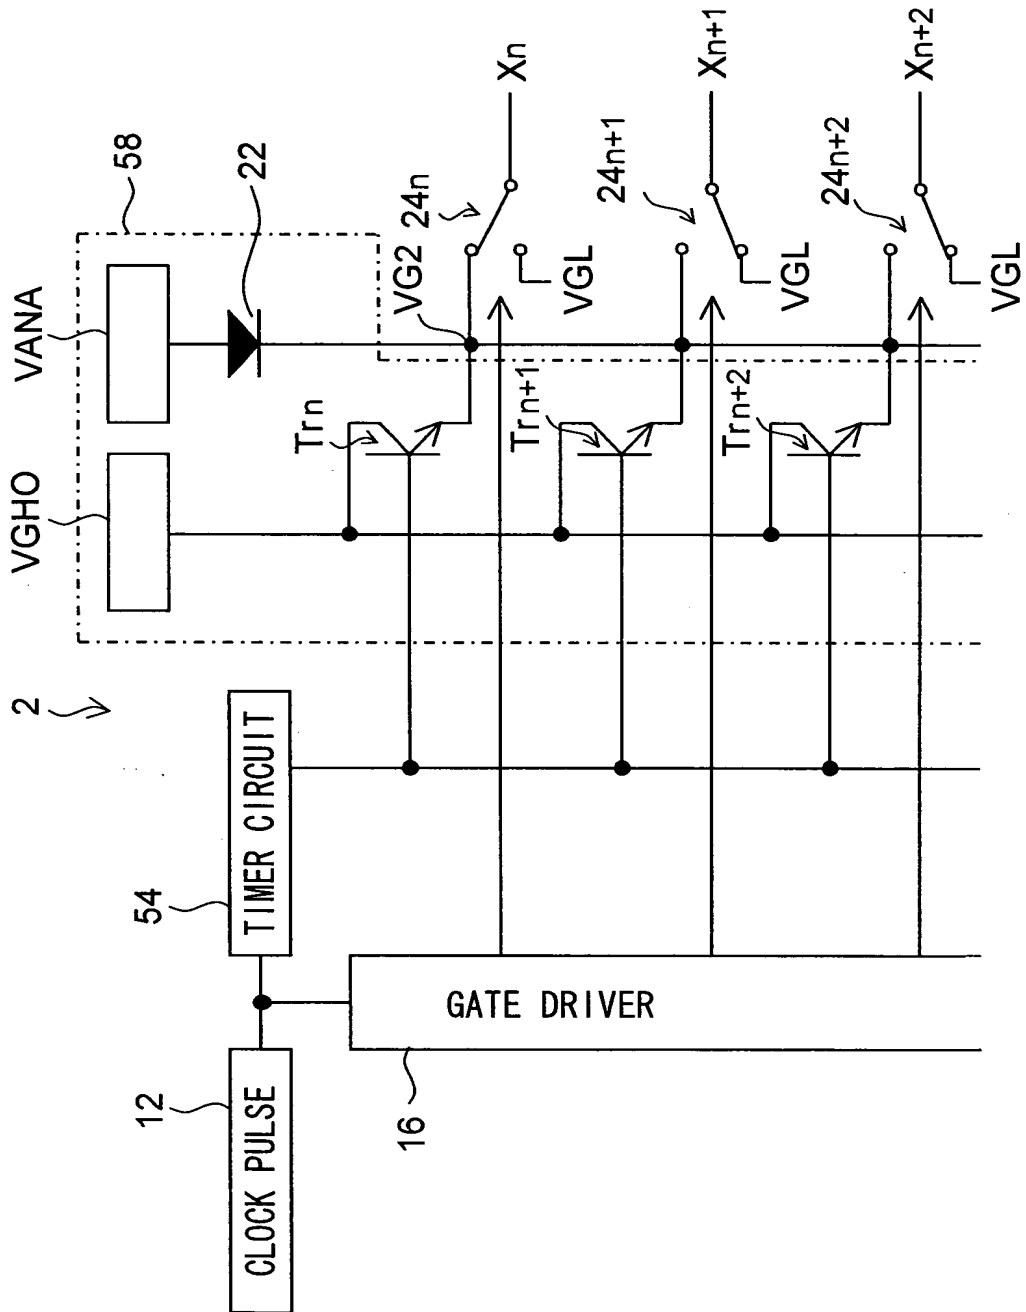 VGHO
VANA
58
22
2
54
TIMER CIRCUIT
12
CLOCK PULSE
16
GATE DRIVER
Trn
VG2
24n
Xn
VGL
Trn+1
24n+1
Xn+1
VGL
Trn+2
24n+2
Xn+2
VGL